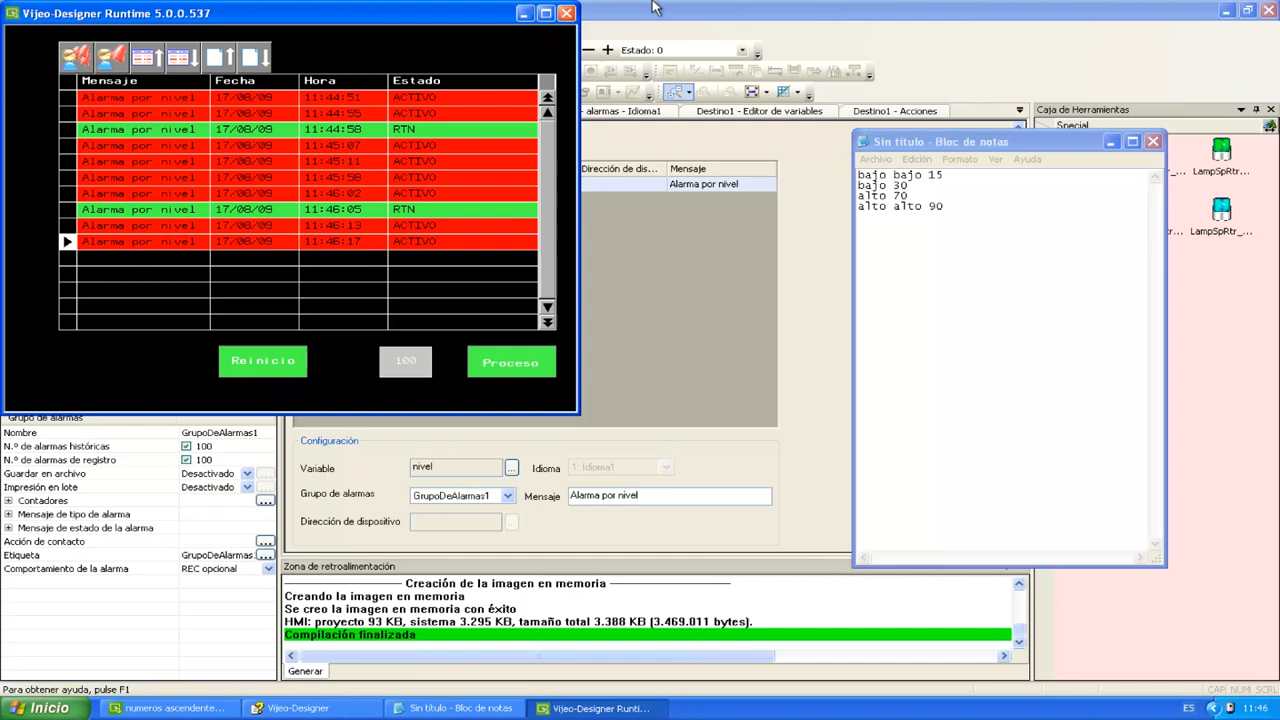 Vijeo-Designer Runtime 5.0.0.537
Estado: 0
Mensaje Fecha Hora Estado
Alarma por nivel 17/08/09 11:44:51 ACTIVO
Alarma por nivel 17/08/09 11:44:55 ACTIVO
Alarma por nivel 17/08/09 11:44:58 RTN
Alarma por nivel 17/08/09 11:45:07 ACTIVO
Alarma por nivel 17/08/09 11:45:11 ACTIVO
Alarma por nivel 17/08/09 11:45:58 ACTIVO
Alarma por nivel 17/08/09 11:46:02 ACTIVO
Alarma por nivel 17/08/09 11:46:05 RTN
Alarma por nivel 17/08/09 11:46:13 ACTIVO
Alarma por nivel 17/08/09 11:46:17 ACTIVO
Reinicio 100 Proceso
alarmas - Idioma1 Destino1 - Editor de variables Destino1 - Acciones
Dirección de dis... Mensaje
Alarma por nivel
Caja de Herramientas
Special
LampSpRtr... LampSpRtr_...
..._... LampSpRtr_...
Sin título - Bloc de notas
Archivo Edición Formato Ver Ayuda
bajo bajo 15
bajo 30
alto 70
alto alto 90
Grupo de alarmas
Nombre GrupoDeAlarmas1
N.º de alarmas históricas 100
N.º de alarmas de registro 100
Guardar en archivo Desactivado
Impresión en lote Desactivado
Contadores
Mensaje de tipo de alarma
Mensaje de estado de la alarma
Acción de contacto
Etiqueta GrupoDeAlarmas
Comportamiento de la alarma REC opcional
Configuración
Variable nivel ... Idioma 1: Idioma1
Grupo de alarmas GrupoDeAlarmas1 Mensaje Alarma por nivel
Dirección de dispositivo
Zona de retroalimentación
Creación de la imagen en memoria
Creando la imagen en memoria
Se creo la imagen en memoria con éxito
HMI: proyecto 93 KB, sistema 3.295 KB, tamaño total 3.388 KB (3.469.011 bytes).
Compilación finalizada
Generar
Para obtener ayuda, pulse F1
CAP NUM SCRL
Inicio numeros ascendente... Vijeo-Designer Sin título - Bloc de notas Vijeo-Designer Runti... ES 11:46